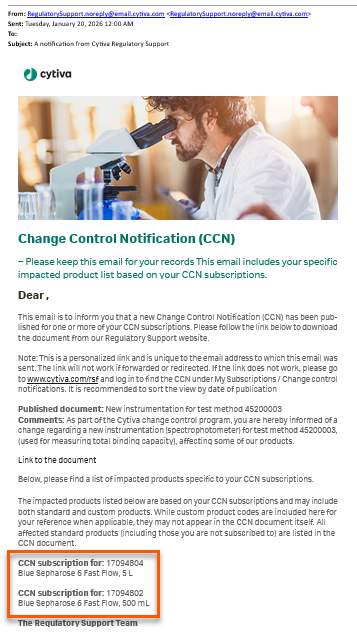 From: RegulatorySupport.noreply@email.cytiva.com <RegulatorySupport.noreply@email.cytiva.com>
Sent: Tuesday, January 20, 2026 12:00 AM
To:
Subject: A notification from Cytiva Regulatory Support
cytiva
Change Control Notification (CCN)
– Please keep this email for your records This email includes your specific
impacted product list based on your CCN subscriptions.
Dear ,
This email is to inform you that a new Change Control Notification (CCN) has been pub-
lished for one or more of your CCN subscriptions. Please follow the link below to download
the document from our Regulatory Support website.
Note: This is a personalized link and is unique to the email address to which this email was
sent. The link will not work if forwarded or redirected. If the link does not work, please go
to www.cytiva.com/rsf and log in to find the CCN under My Subscriptions / Change control
notifications. It is recommended to sort the view by date of publication
Published document: New instrumentation for test method 45200003
Comments: As part of the Cytiva change control program, you are hereby informed of a
change regarding a new instrumentation (spectrophotometer) for test method 45200003,
(used for measuring total binding capacity), affecting some of our products.
Link to the document
Below, please find a list of impacted products specific to your CCN subscriptions.
The impacted products listed below are based on your CCN subscriptions and may include
both standard and custom products. While custom product codes are included here for
your reference when applicable, they may not appear in the CCN document itself. All
affected standard products (including those you are not subscribed to) are listed in the
CCN document.
CCN subscription for: 17094804
Blue Sepharose 6 Fast Flow, 5 L
CCN subscription for: 17094802
Blue Sepharose 6 Fast Flow, 500 mL
The Regulatory Support Team